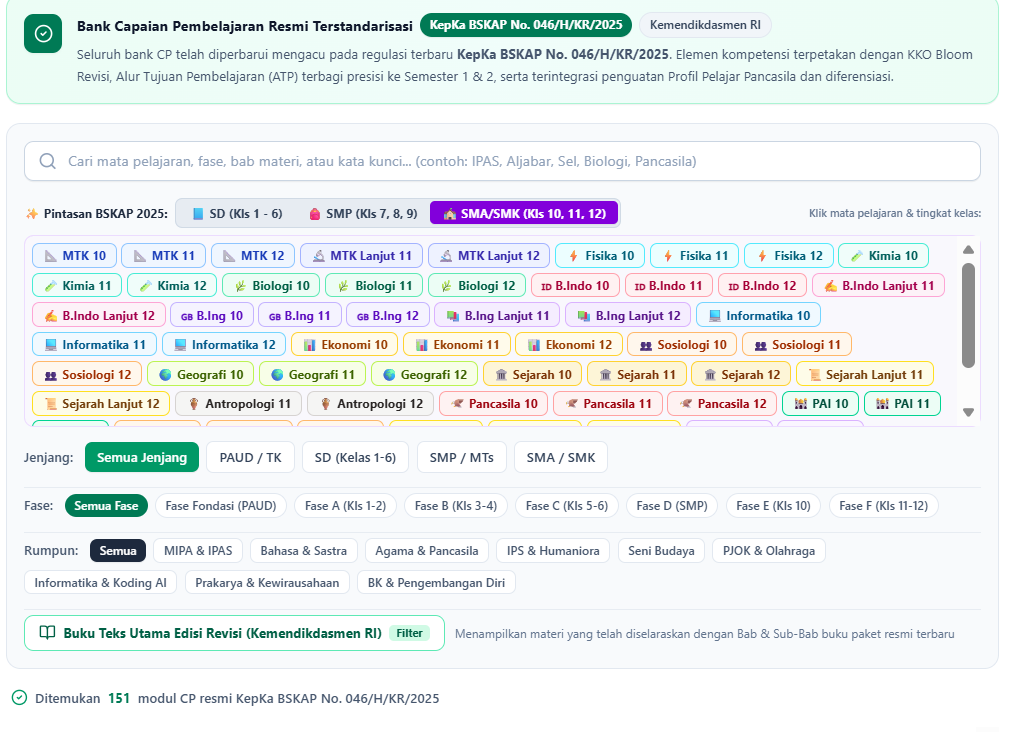 Bank Capaian Pembelajaran Resmi Terstandarisasi KepKa BSKAP No. 046/H/KR/2025 Kemendikdasmen RI
Seluruh bank CP telah diperbarui mengacu pada regulasi terbaru KepKa BSKAP No. 046/H/KR/2025. Elemen kompetensi terpetakan dengan KKO Bloom
Revisi, Alur Tujuan Pembelajaran (ATP) terbagi presisi ke Semester 1 & 2, serta terintegrasi penguatan Profil Pelajar Pancasila dan diferensiasi.
Cari mata pelajaran, fase, bab materi, atau kata kunci... (contoh: IPAS, Aljabar, Sel, Biologi, Pancasila)
Pintasan BSKAP 2025: SD (Kls 1 - 6) SMP (Kls 7, 8, 9) SMA/SMK (Kls 10, 11, 12) Klik mata pelajaran & tingkat kelas:
MTK 10 MTK 11 MTK 12 MTK Lanjut 11 MTK Lanjut 12 Fisika 10 Fisika 11 Fisika 12 Kimia 10
Kimia 11 Kimia 12 Biologi 10 Biologi 11 Biologi 12 ID B.Indo 10 ID B.Indo 11 ID B.Indo 12 B.Indo Lanjut 11
B.Indo Lanjut 12 GB B.Ing 10 GB B.Ing 11 GB B.Ing 12 B.Ing Lanjut 11 B.Ing Lanjut 12 Informatika 10
Informatika 11 Informatika 12 Ekonomi 10 Ekonomi 11 Ekonomi 12 Sosiologi 10 Sosiologi 11
Sosiologi 12 Geografi 10 Geografi 11 Geografi 12 Sejarah 10 Sejarah 11 Sejarah 12 Sejarah Lanjut 11
Sejarah Lanjut 12 Antropologi 11 Antropologi 12 Pancasila 10 Pancasila 11 Pancasila 12 PAI 10 PAI 11
Jenjang: Semua Jenjang PAUD / TK SD (Kelas 1-6) SMP / MTs SMA / SMK
Fase: Semua Fase Fase Fondasi (PAUD) Fase A (Kls 1-2) Fase B (Kls 3-4) Fase C (Kls 5-6) Fase D (SMP) Fase E (Kls 10) Fase F (Kls 11-12)
Rumpun: Semua MIPA & IPAS Bahasa & Sastra Agama & Pancasila IPS & Humaniora Seni Budaya PJOK & Olahraga
Informatika & Koding AI Prakarya & Kewirausahaan BK & Pengembangan Diri
Buku Teks Utama Edisi Revisi (Kemendikdasmen RI) Filter Menampilkan materi yang telah diselaraskan dengan Bab & Sub-Bab buku paket resmi terbaru
Ditemukan 151 modul CP resmi KepKa BSKAP No. 046/H/KR/2025